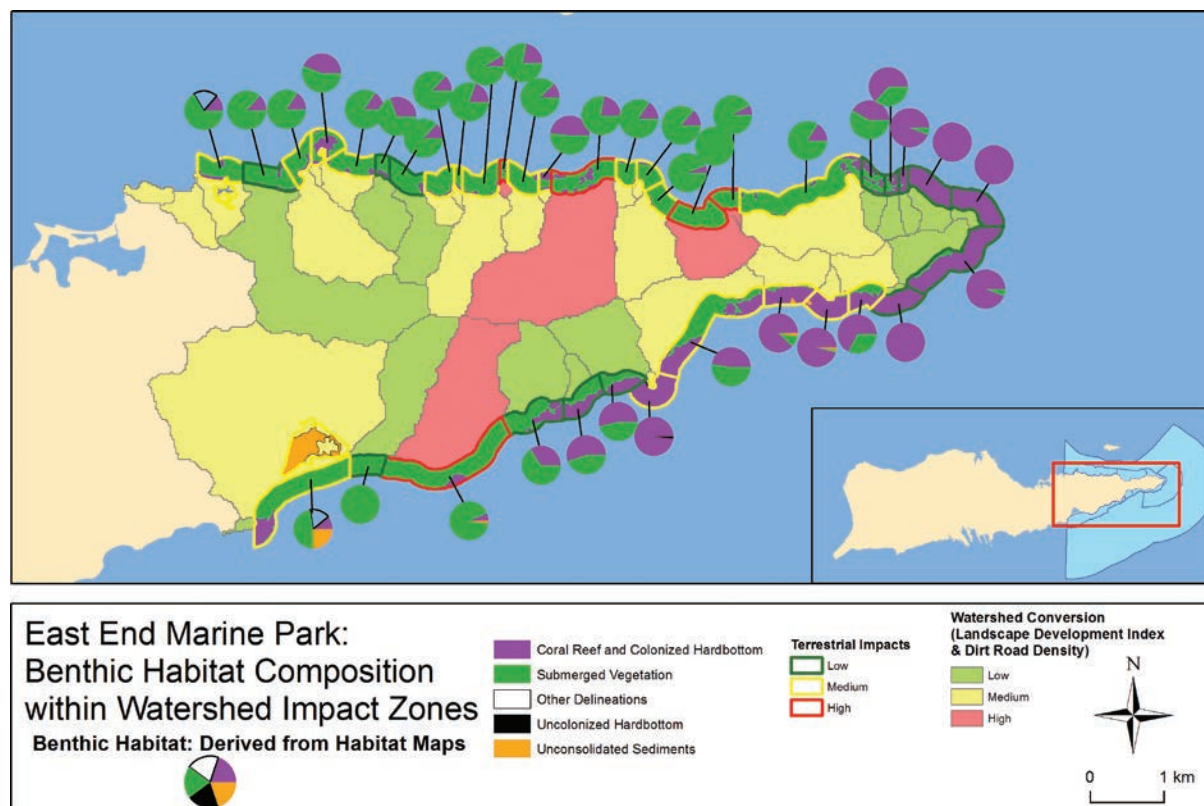 East End Marine Park:
Benthic Habitat Composition
within Watershed Impact Zones
Benthic Habitat: Derived from Habitat Maps
Coral Reef and Colonized Hardbottom
Submerged Vegetation
Other Delineations
Uncolonized Hardbottom
Unconsolidated Sediments
Terrestrial Impacts
Low
Medium
High
Watershed Conversion
(Landscape Development Index
& Dirt Road Density)
Low
Medium
High
N
0 1 km